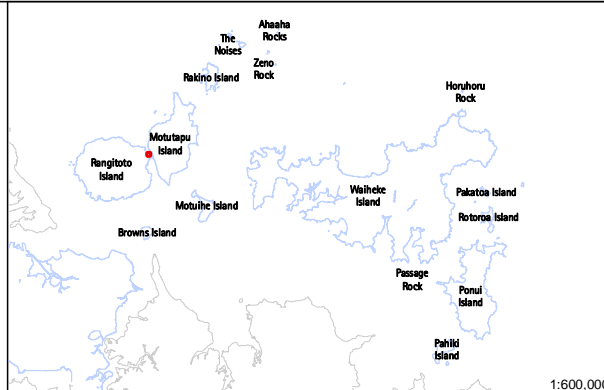 Ahaaha
Rocks
The
Noises
Zeno
Rock
Rakino Island
Horuhoru
Rock
Motutapu
Island
Rangitoto
Island
Waiheke
Island
Pakatoa Island
Motuihe Island
Rotoroa Island
Browns Island
Passage
Rock
Ponui
Island
Pahiki
Island
1:600,000